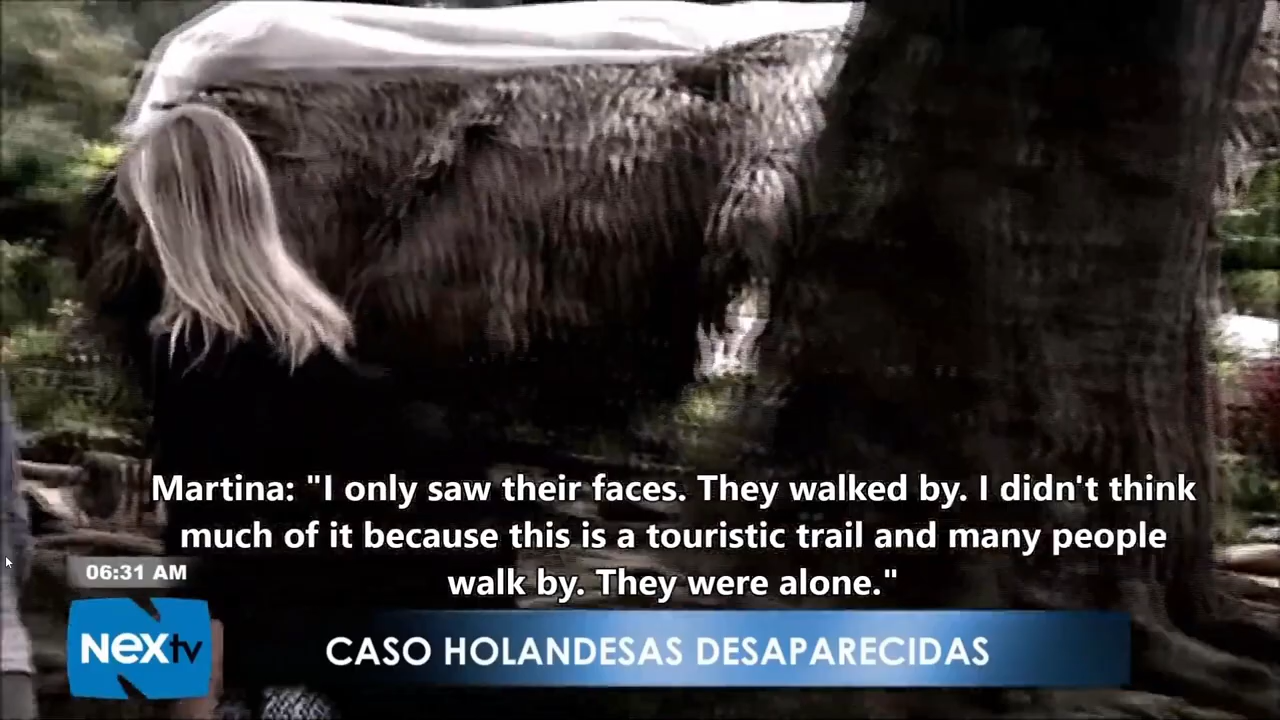 Martina: "I only saw their faces. They walked by. I didn't think
much of it because this is a touristic trail and many people
walk by. They were alone."
06:31 AM
NEXtv
CASO HOLANDESAS DESAPARECIDAS